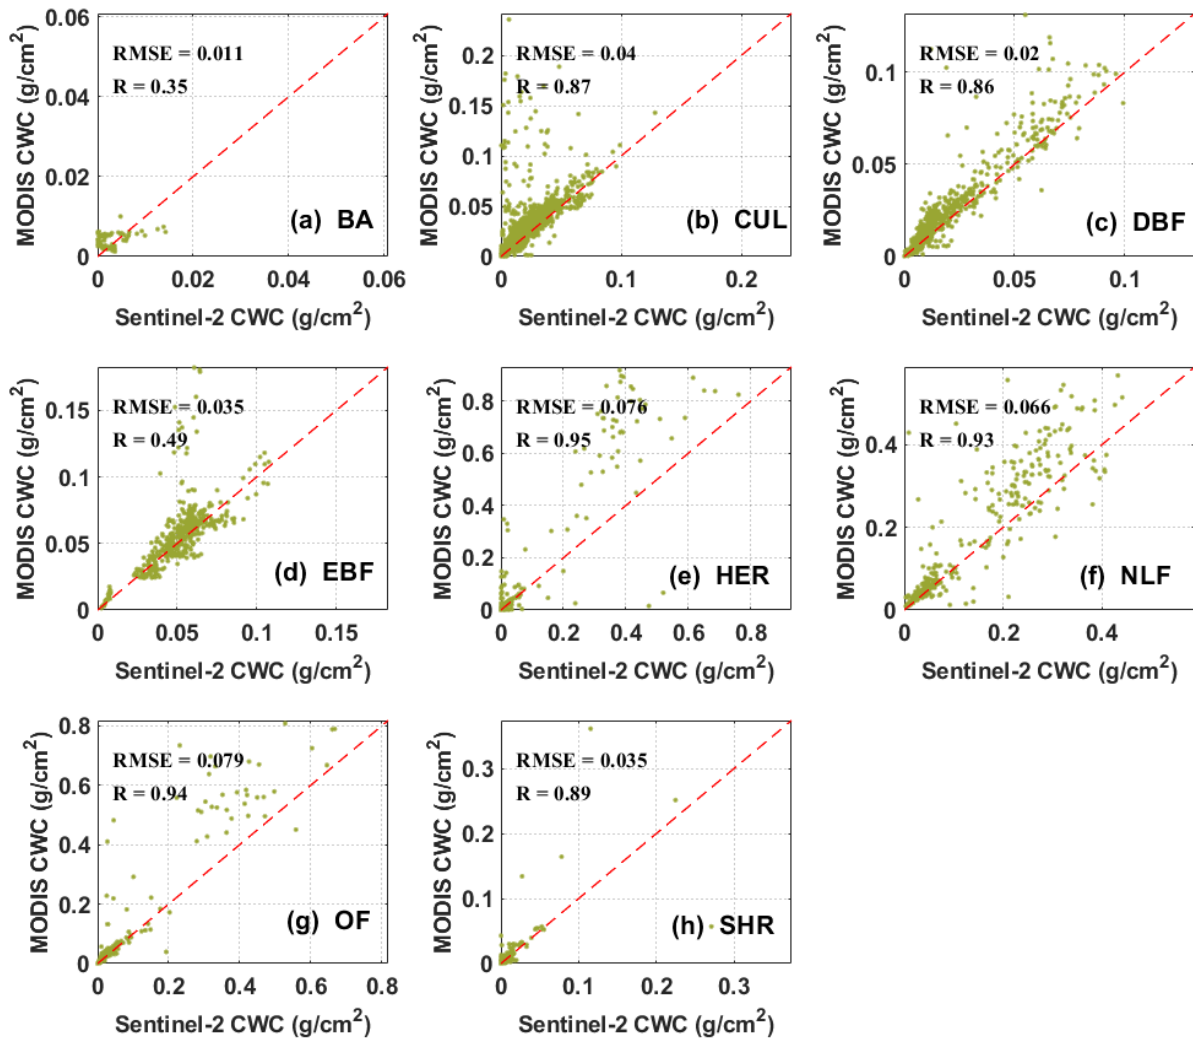 MODIS CWC (g/cm²)
0.06
0.04
0.02
0
RMSE = 0.011
R = 0.35
(a) BA
0 0.02 0.04 0.06
Sentinel-2 CWC (g/cm²)
MODIS CWC (g/cm²)
0.2
0.15
0.1
0.05
0
RMSE = 0.04
R = 0.87
(b) CUL
0 0.1 0.2
Sentinel-2 CWC (g/cm²)
MODIS CWC (g/cm²)
0.1
0.05
0
RMSE = 0.02
R = 0.86
(c) DBF
0 0.05 0.1
Sentinel-2 CWC (g/cm²)
MODIS CWC (g/cm²)
0.15
0.1
0.05
0
RMSE = 0.035
R = 0.49
(d) EBF
0 0.05 0.1 0.15
Sentinel-2 CWC (g/cm²)
MODIS CWC (g/cm²)
0.8
0.6
0.4
0.2
0
RMSE = 0.076
R = 0.95
(e) HER
0 0.2 0.4 0.6 0.8
Sentinel-2 CWC (g/cm²)
MODIS CWC (g/cm²)
0.4
0.2
0
RMSE = 0.066
R = 0.93
(f) NLF
0 0.2 0.4
Sentinel-2 CWC (g/cm²)
MODIS CWC (g/cm²)
0.8
0.6
0.4
0.2
0
RMSE = 0.079
R = 0.94
(g) OF
0 0.2 0.4 0.6 0.8
Sentinel-2 CWC (g/cm²)
MODIS CWC (g/cm²)
0.3
0.2
0.1
0
RMSE = 0.035
R = 0.89
(h) SHR
0 0.1 0.2 0.3
Sentinel-2 CWC (g/cm²)